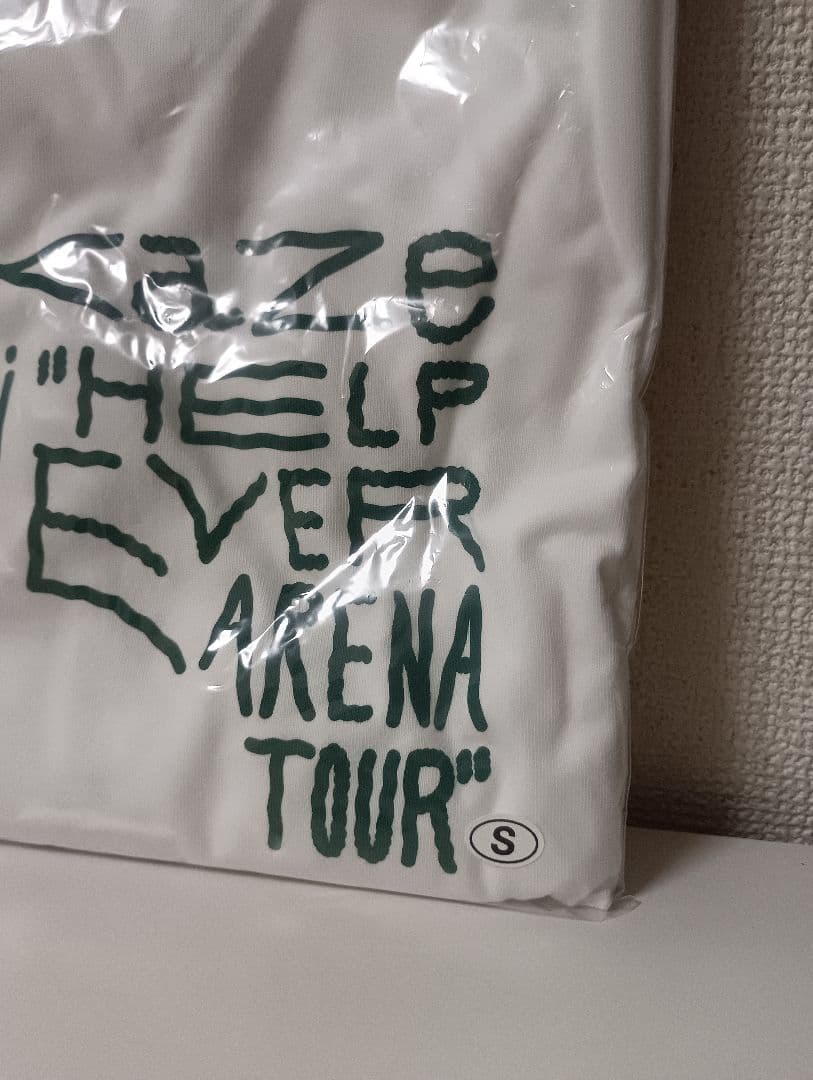 Kaze
i "HELP
EVER
ARENA
TOUR"
S